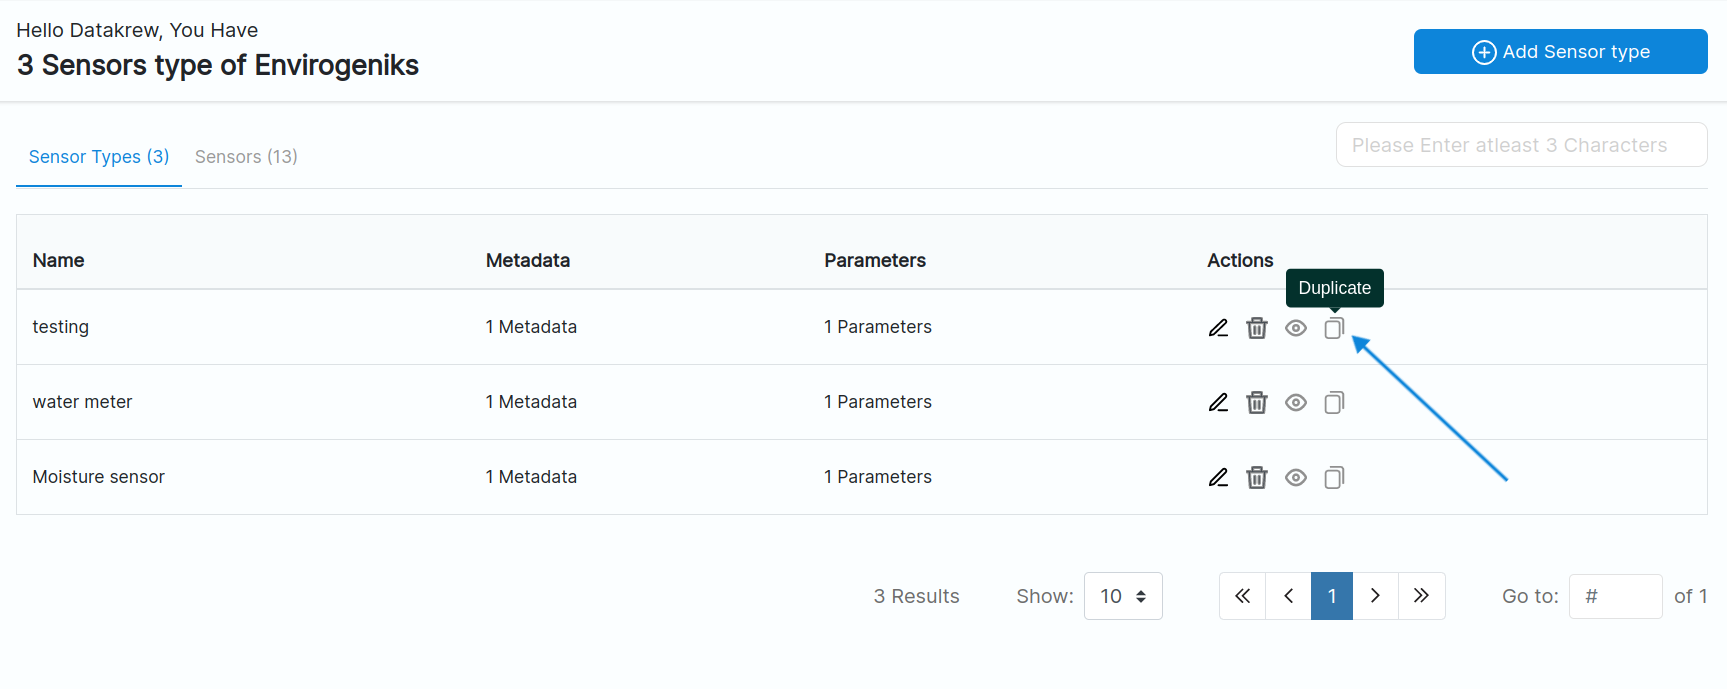 Hello Datakrew, You Have
3 Sensors type of Envirogeniks
Add Sensor type
Sensor Types (3) Sensors (13)
Please Enter atleast 3 Characters
Name Metadata Parameters Actions
Duplicate
testing 1 Metadata 1 Parameters
water meter 1 Metadata 1 Parameters
Moisture sensor 1 Metadata 1 Parameters
3 Results Show: 10 « < 1 > » Go to: # of 1